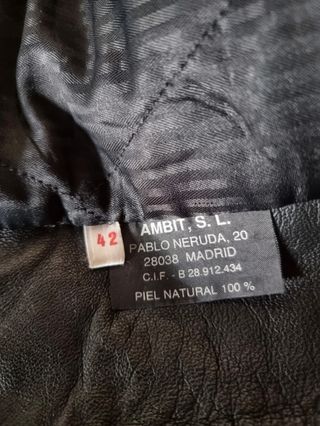 42
AMBIT, S. L.
PABLO NERUDA, 20
28038 MADRID
C.I.F. - B 28.912.434
PIEL NATURAL 100 %